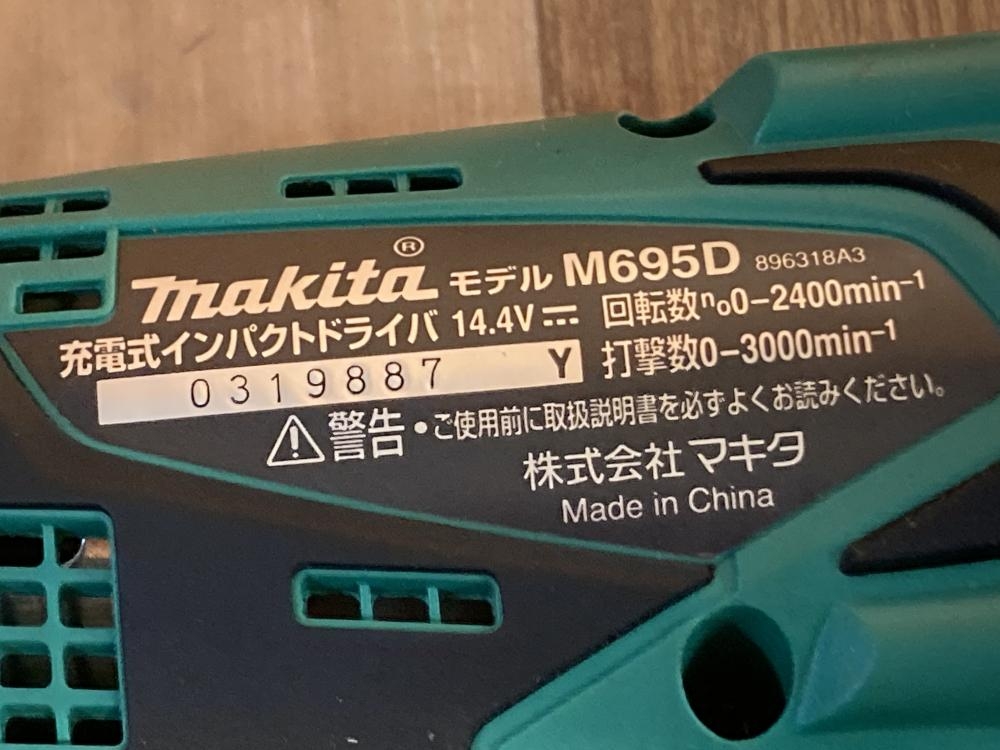 makita® モデル M695D 896318A3
充電式インパクトドライバ 14.4V⎓ 回転数n₀0-2400min⁻¹
0319887 Y 打撃数0-3000min⁻¹
⚠警告 •ご使用前に取扱説明書を必ずよくお読みください。
株式会社マキタ
Made in China